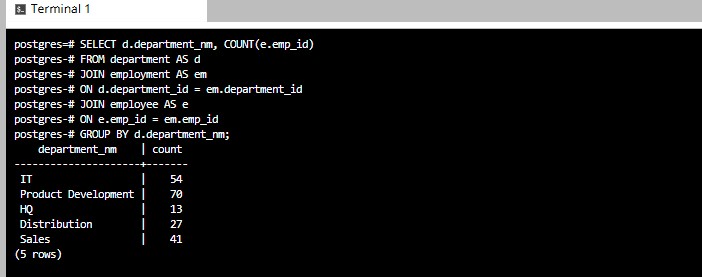 Terminal 1
postgres=# SELECT d.department_nm, COUNT(e.emp_id)
postgres-# FROM department AS d
postgres-# JOIN employment AS em
postgres-# ON d.department_id = em.department_id
postgres-# JOIN employee AS e
postgres-# ON e.emp_id = em.emp_id
postgres-# GROUP BY d.department_nm;
    department_nm    | count
---------------------+-------
 IT                  |    54
 Product Development |    70
 HQ                  |    13
 Distribution        |    27
 Sales               |    41
(5 rows)